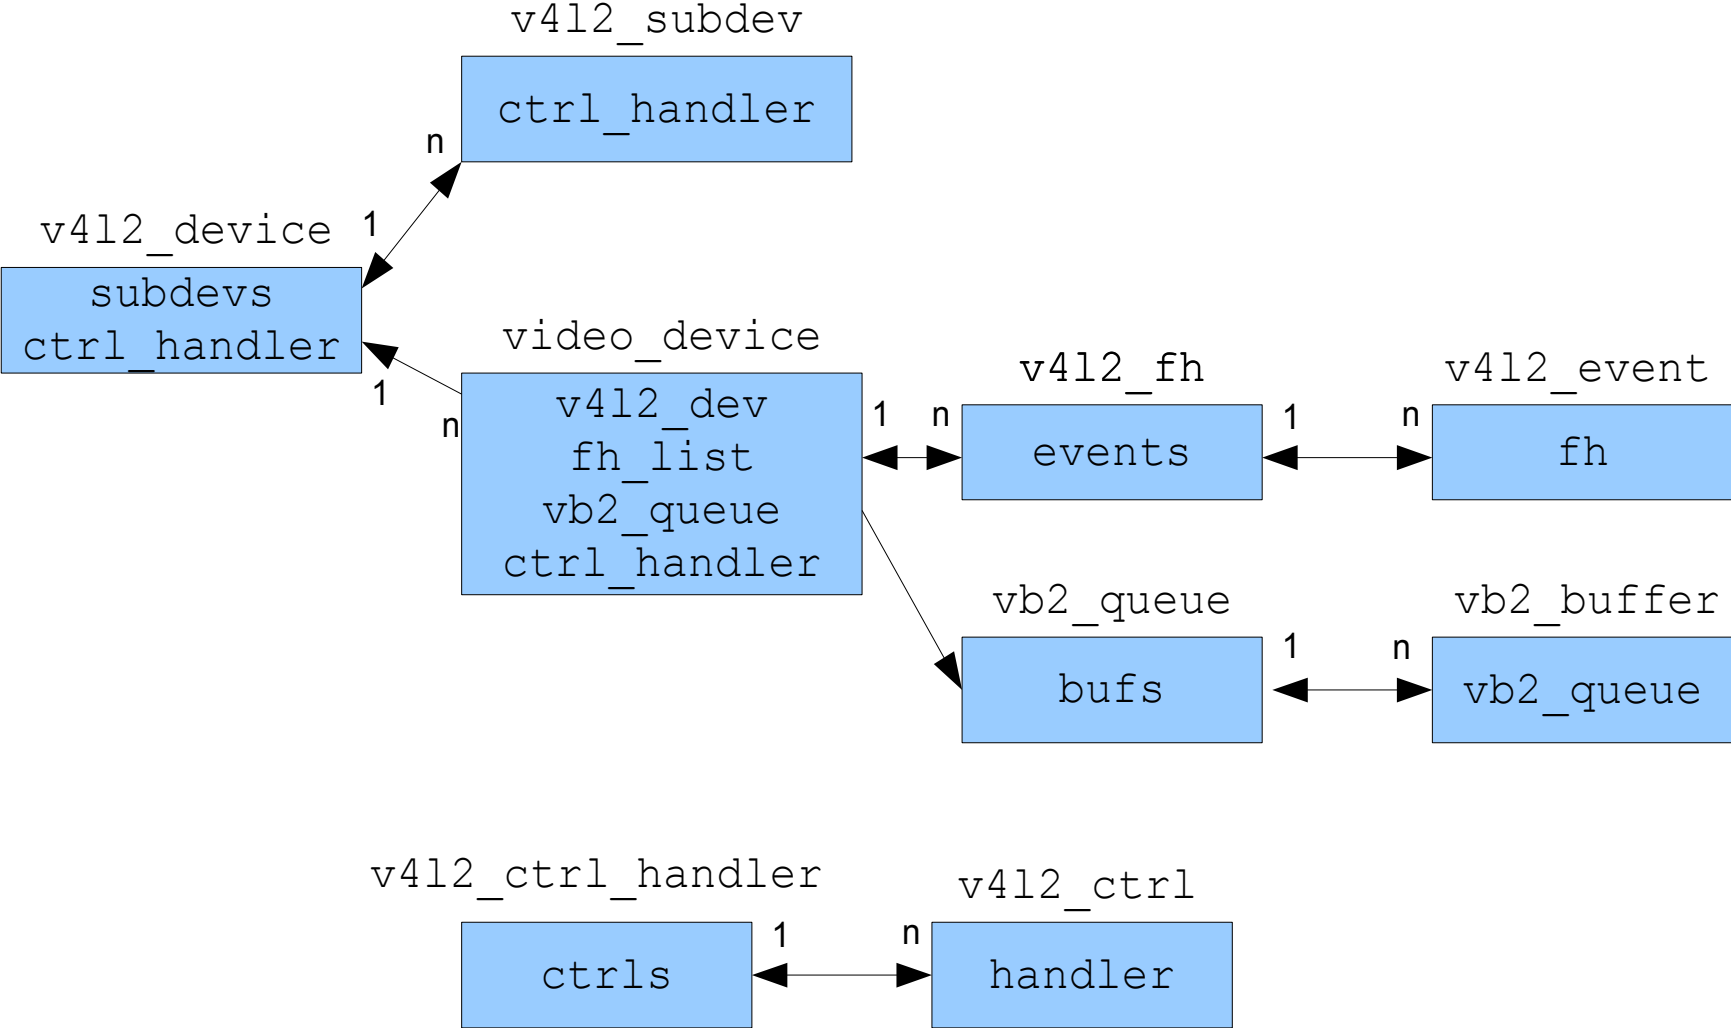 v4l2_subdev
ctrl_handler
n
1
v4l2_device
subdevs
ctrl_handler
1
n
video_device
v4l2_dev
fh_list
vb2_queue
ctrl_handler
1
n
v4l2_fh
events
1
n
v4l2_event
fh
vb2_queue
bufs
1
n
vb2_buffer
vb2_queue
v4l2_ctrl_handler
ctrls
1
n
v4l2_ctrl
handler